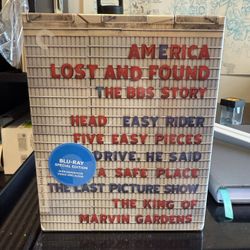 AMERICA
LOST AND FOUND
THE BBS STORY
HEAD EASY RIDER
FIVE EASY PIECES
DRIVE, HE SAID
A SAFE PLACE
THE LAST PICTURE SHOW
THE KING OF
MARVIN GARDENS
BLU-RAY
SPECIAL EDITION